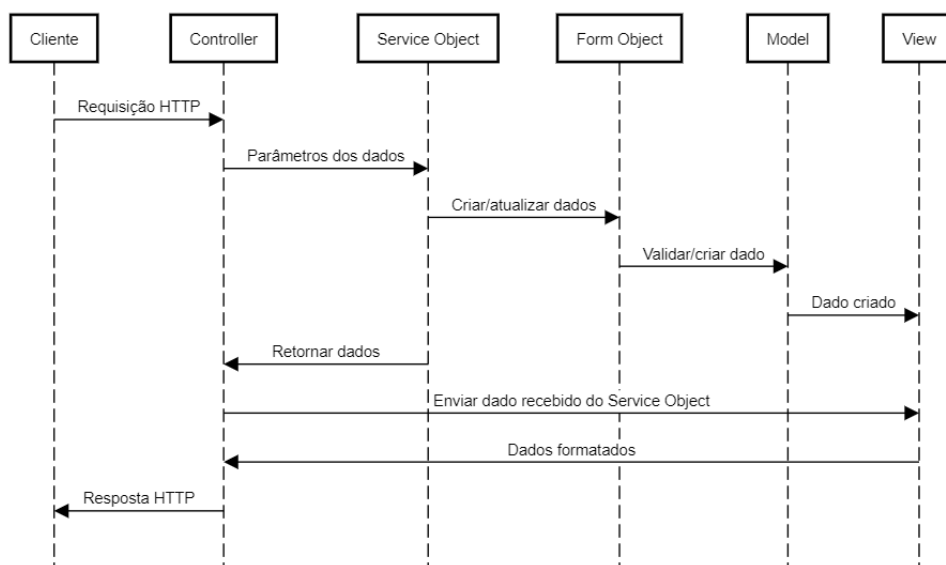 Cliente
Controller
Service Object
Form Object
Model
View
Requisição HTTP
Parâmetros dos dados
Criar/atualizar dados
Validar/criar dado
Dado criado
Retornar dados
Enviar dado recebido do Service Object
Dados formatados
Resposta HTTP